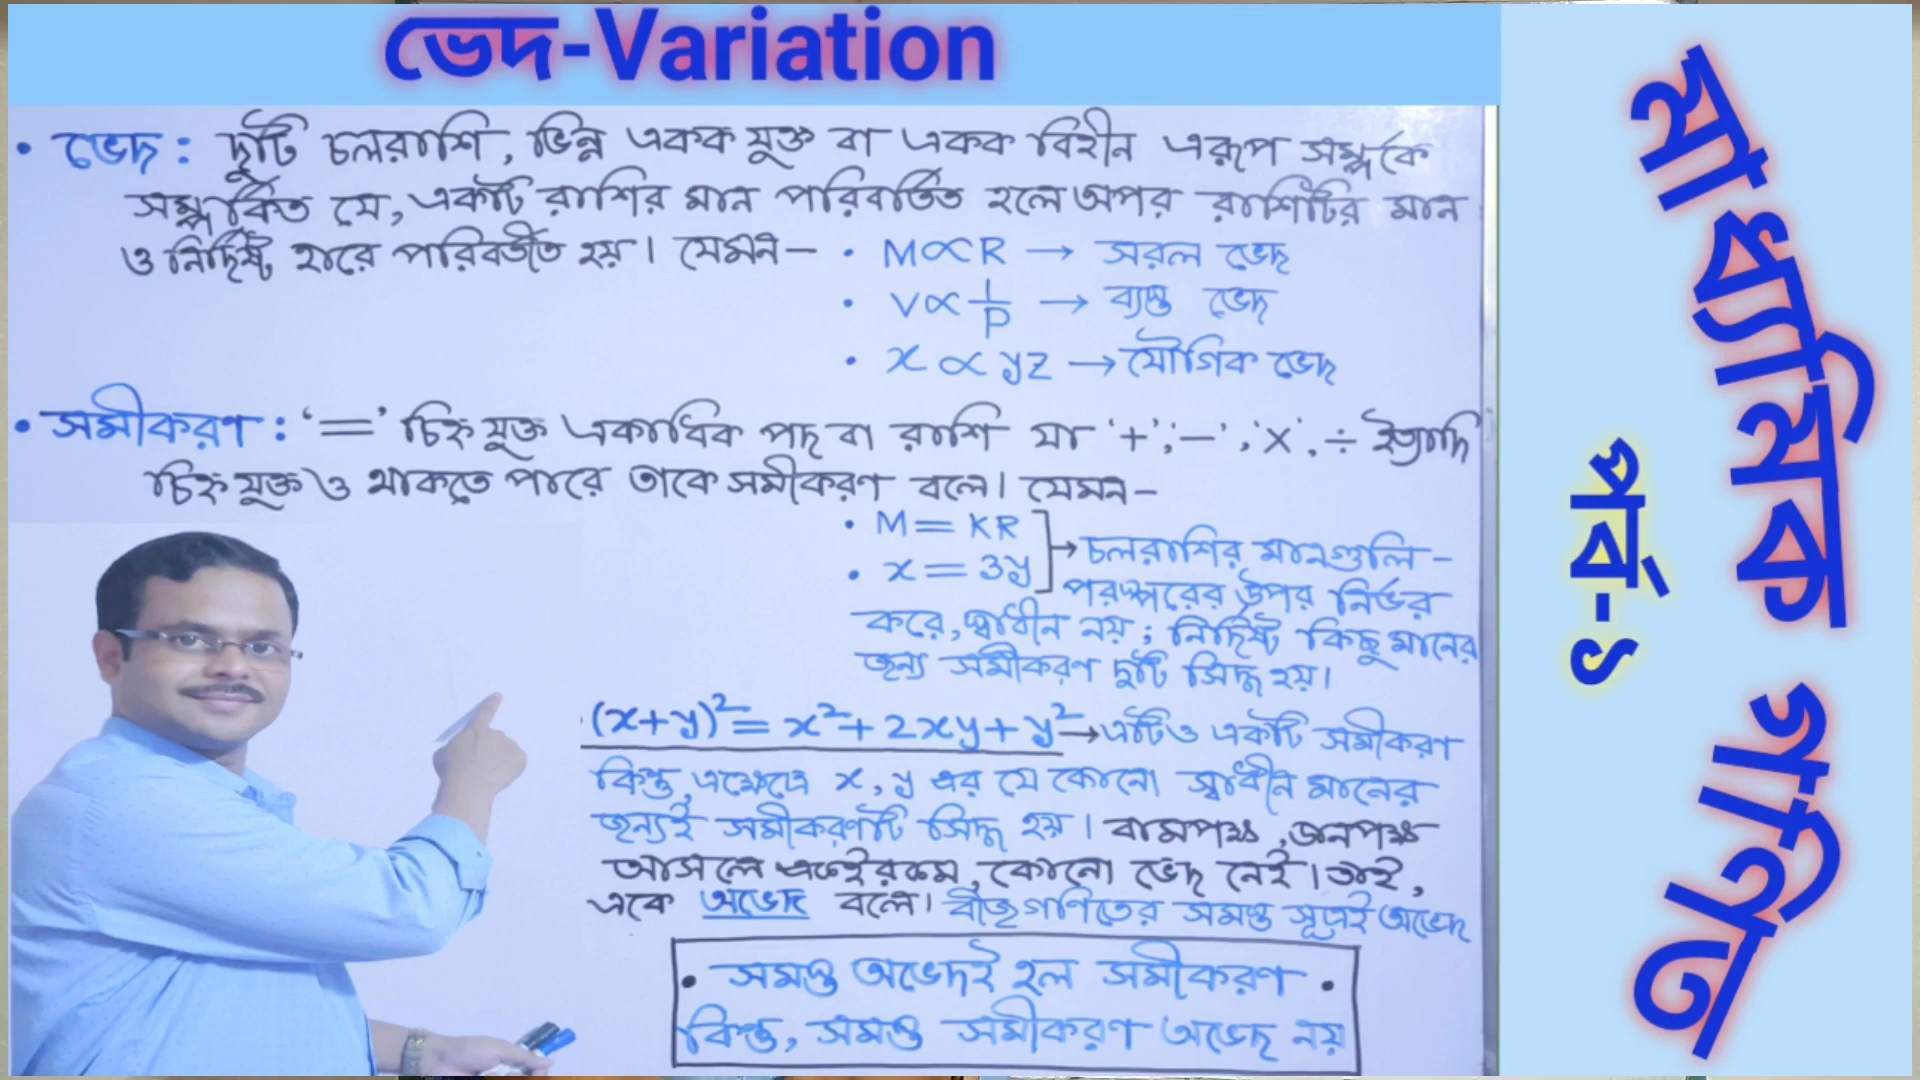 ভেদ-Variation
• ভেদ : দুটি চলরাশি, ভিন্ন একক যুক্ত বা একক বিহীন এরূপ সম্পর্কে
সম্পর্কিত যে, একটি রাশির মান পরিবর্তিত হলে অপর রাশিটির মান
ও নির্দিষ্ট হারে পরিবর্তীত হয়। যেমন —
• M∝R → সরল ভেদ
• V∝1/P → ব্যস্ত ভেদ
• x ∝ yz → যৌগিক ভেদ
• সমীকরণ : '=' চিহ্ন যুক্ত একাধিক পদ বা রাশি যা '+', '−', 'x', ÷ ইত্যাদি
চিহ্ন যুক্ত ও থাকতে পারে তাকে সমীকরণ বলে। যেমন —
• M = KR
• x = 3y
→ চলরাশির মানগুলি -
পরস্পরের উপর নির্ভর
করে, স্বাধীন নয় ; নির্দিষ্ট কিছু মানের
জন্য সমীকরণ দুটি সিদ্ধ হয়।
(x+y)² = x² + 2xy + y² → এটিও একটি সমীকরণ
কিন্তু, এক্ষেত্রে x, y এর যে কোনো স্বাধীন মানের
জন্যই সমীকরণটি সিদ্ধ হয়। বামপক্ষ, ডানপক্ষ
আসলে একইরকম, কোনো ভেদ নেই। তাই,
একে অভেদ বলে। বীজগণিতের সমস্ত সূত্রই অভেদ
• সমস্ত অভেদই হল সমীকরণ •
কিন্তু, সমস্ত সমীকরণ অভেদ নয়
মাধ্যমিক গণিত
পর্ব-১